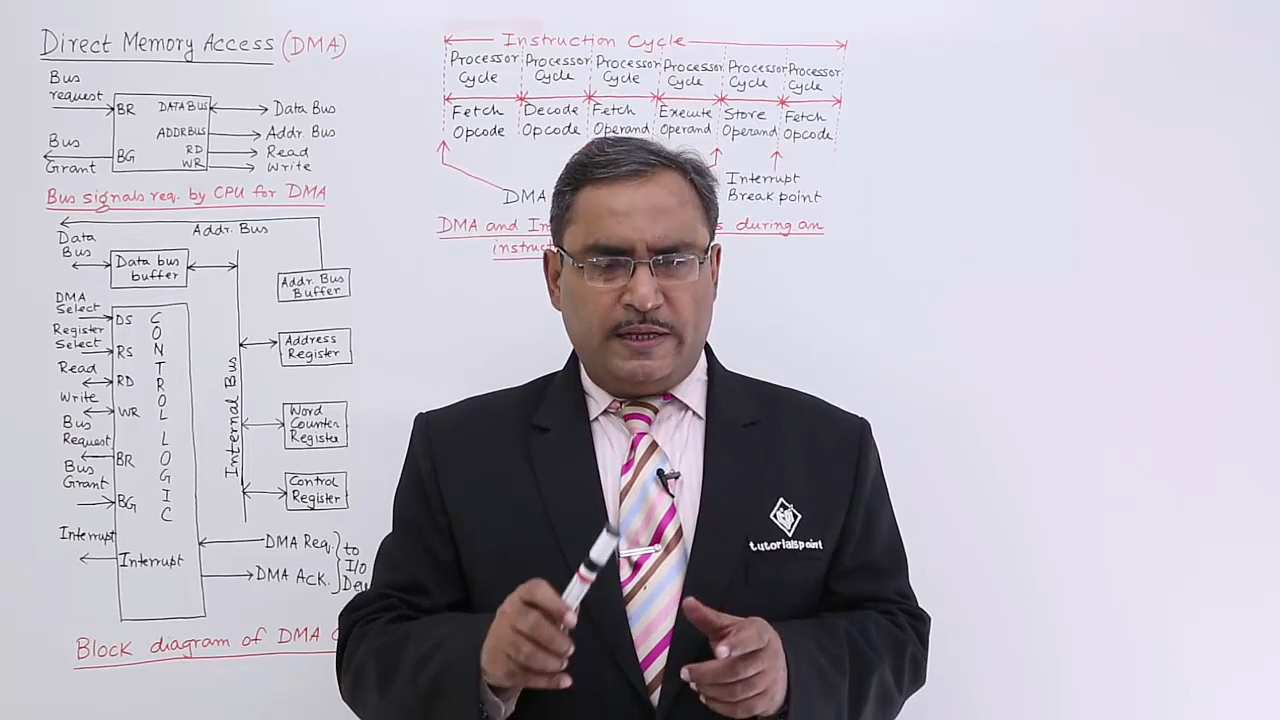 Direct Memory Access (DMA)
Bus
request
BR
DATA BUS
Data Bus
ADDR BUS
Addr. Bus
Bus
Grant
BG
RD
Read
WR
Write
Bus signals req. by CPU for DMA
Addr. Bus
Data
Bus
Data bus
buffer
Addr. Bus
Buffer
DMA
Select
DS
Register
Select
RS
Read
RD
Write
WR
Bus
Request
BR
Bus
Grant
BG
Interrupt
Interrupt
CONTROL LOGIC
Internal Bus
Address
Register
Word
Counter
Register
Control
Register
DMA Req.
DMA ACK.
to
I/O
Block diagram of DMA
Instruction Cycle
Processor Cycle
Processor Cycle
Processor Cycle
Processor Cycle
Processor Cycle
Processor Cycle
Fetch Opcode
Decode Opcode
Fetch Operand
Execute Operand
Store Operand
Fetch Opcode
DMA
Interrupt
Break point
DMA and
during an
tutorialspoint